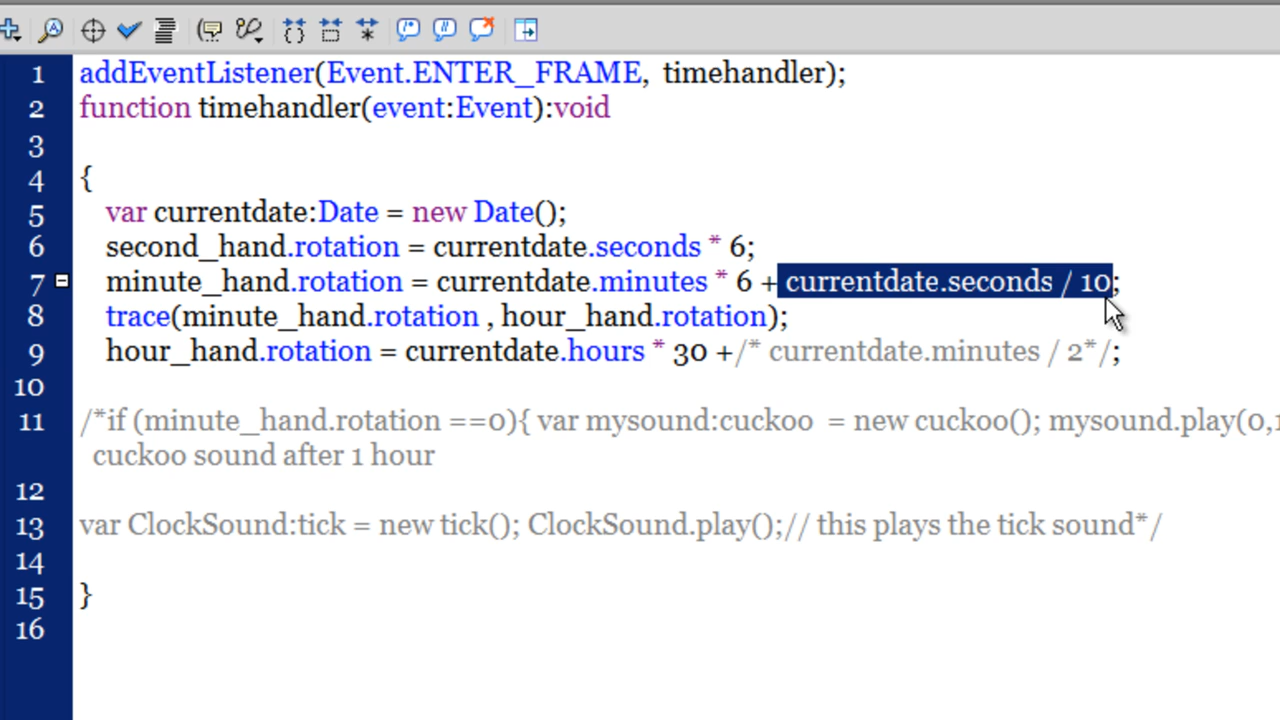 1 addEventListener(Event.ENTER_FRAME, timehandler);
2 function timehandler(event:Event):void
3
4 {
5 var currentdate:Date = new Date();
6 second_hand.rotation = currentdate.seconds * 6;
7 minute_hand.rotation = currentdate.minutes * 6 + currentdate.seconds / 10;
8 trace(minute_hand.rotation , hour_hand.rotation);
9 hour_hand.rotation = currentdate.hours * 30 +/* currentdate.minutes / 2*/;
10
11 /*if (minute_hand.rotation ==0){ var mysound:cuckoo = new cuckoo(); mysound.play(0,1
cuckoo sound after 1 hour
12
13 var ClockSound:tick = new tick(); ClockSound.play();// this plays the tick sound*/
14
15 }
16